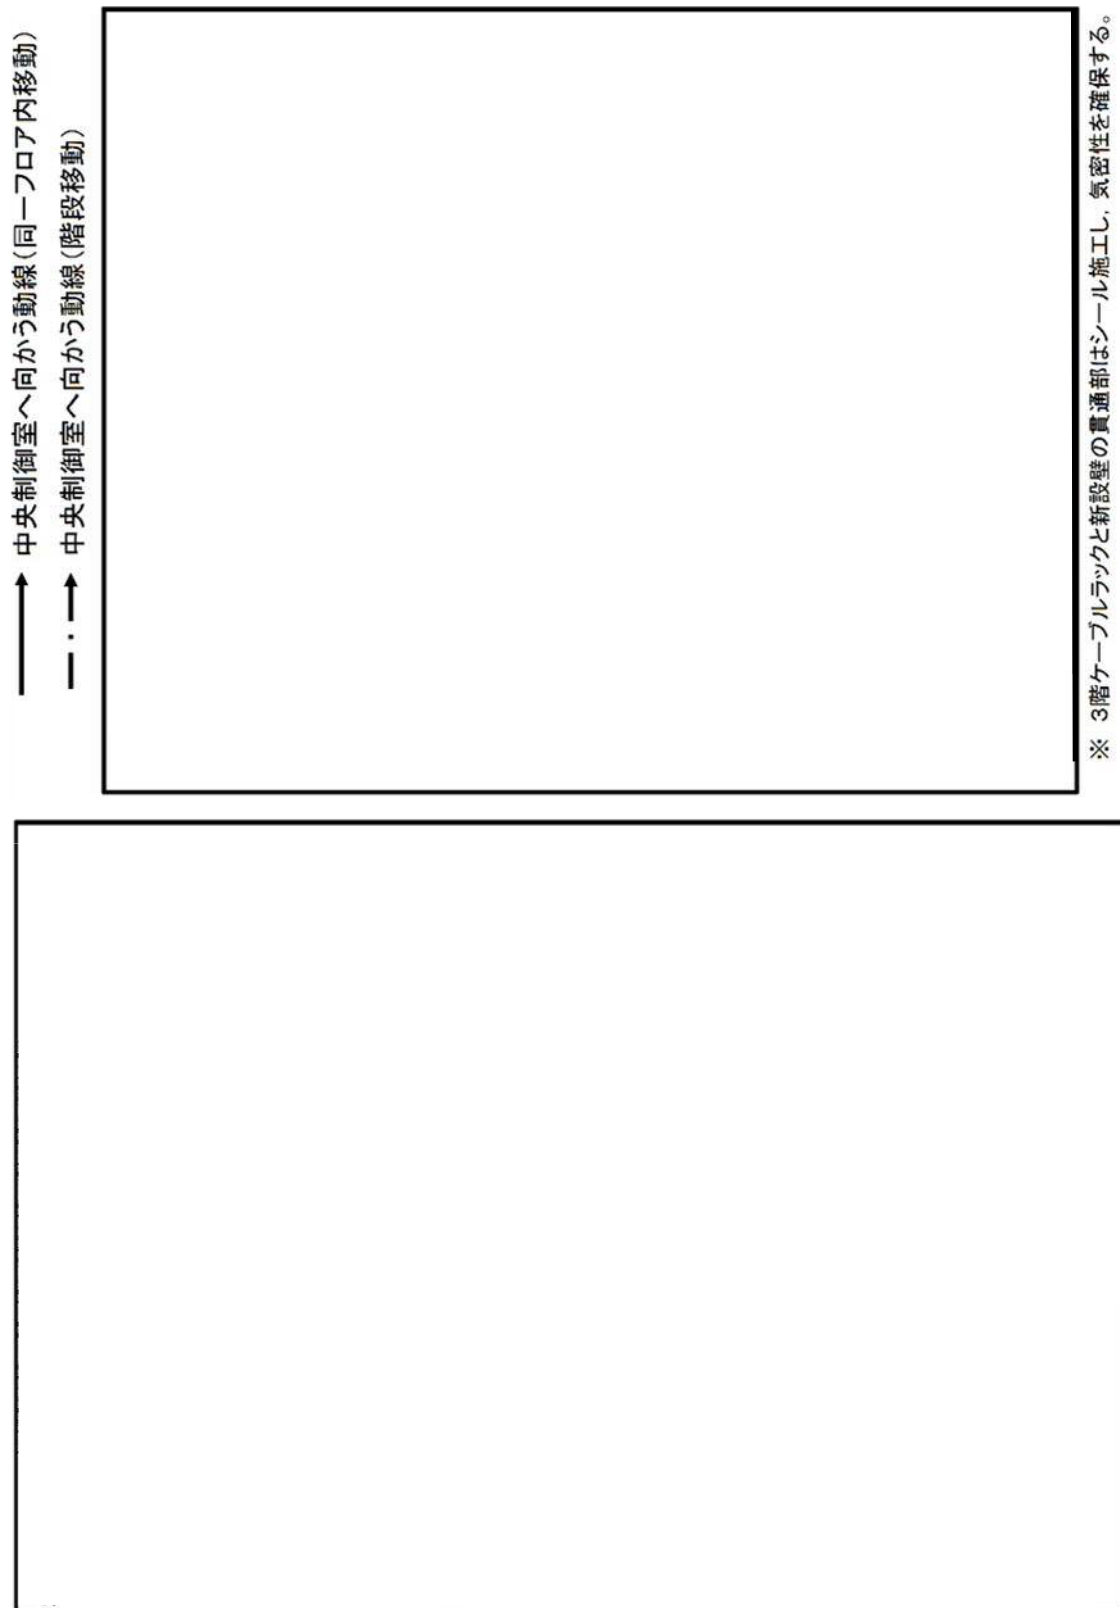 中央制御室へ向かう動線(同一フロア内移動)
中央制御室へ向かう動線(階段移動)
※ 3階ケーブルラックと新設壁の貫通部はシール施工し,気密性を確保する。